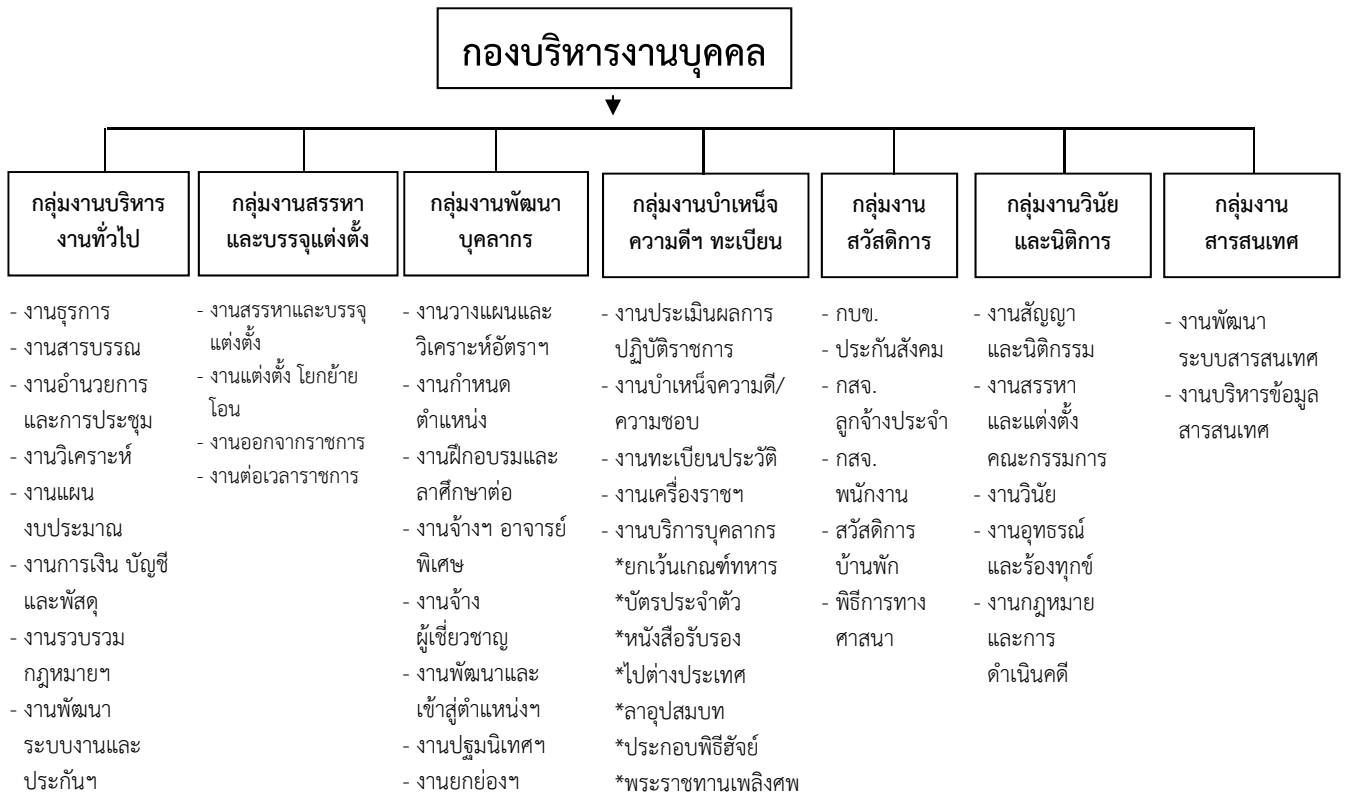 กองบริหารงานบุคคล
กลุ่มงานบริหาร
งานทั่วไป
- งานธุรการ
- งานสารบรรณ
- งานอำนวยการ
และการประชุม
- งานวิเคราะห์
- งานแผน
งบประมาณ
- งานการเงิน บัญชี
และพัสดุ
- งานรวบรวม
กฎหมายฯ
- งานพัฒนา
ระบบงานและ
ประกันฯ
กลุ่มงานสรรหา
และบรรจุแต่งตั้ง
- งานสรรหาและบรรจุ
แต่งตั้ง
- งานแต่งตั้ง โยกย้าย
โอน
- งานออกจากราชการ
- งานต่อเวลาราชการ
กลุ่มงานพัฒนา
บุคลากร
- งานวางแผนและ
วิเคราะห์อัตราฯ
- งานกำหนด
ตำแหน่ง
- งานฝึกอบรมและ
ลาศึกษาต่อ
- งานจ้างฯ อาจารย์
พิเศษ
- งานจ้าง
ผู้เชี่ยวชาญ
- งานพัฒนาและ
เข้าสู่ตำแหน่งฯ
- งานปฐมนิเทศฯ
- งานยกย่องฯ
กลุ่มงานบำเหน็จ
ความดีฯ ทะเบียน
- งานประเมินผลการ
ปฏิบัติราชการ
- งานบำเหน็จความดี/
ความชอบ
- งานทะเบียนประวัติ
- งานเครื่องราชฯ
- งานบริการบุคลากร
*ยกเว้นเกณฑ์ทหาร
*บัตรประจำตัว
*หนังสือรับรอง
*ไปต่างประเทศ
*ลาอุปสมบท
*ประกอบพิธีฮัจย์
*พระราชทานเพลิงศพ
กลุ่มงาน
สวัสดิการ
- กบข.
- ประกันสังคม
- กสจ.
ลูกจ้างประจำ
- กสจ.
พนักงาน
- สวัสดิการ
บ้านพัก
- พิธีการทาง
ศาสนา
กลุ่มงานวินัย
และนิติการ
- งานสัญญา
และนิติกรรม
- งานสรรหา
และแต่งตั้ง
คณะกรรมการ
- งานวินัย
- งานอุทธรณ์
และร้องทุกข์
- งานกฎหมาย
และการ
ดำเนินคดี
กลุ่มงาน
สารสนเทศ
- งานพัฒนา
ระบบสารสนเทศ
- งานบริหารข้อมูล
สารสนเทศ